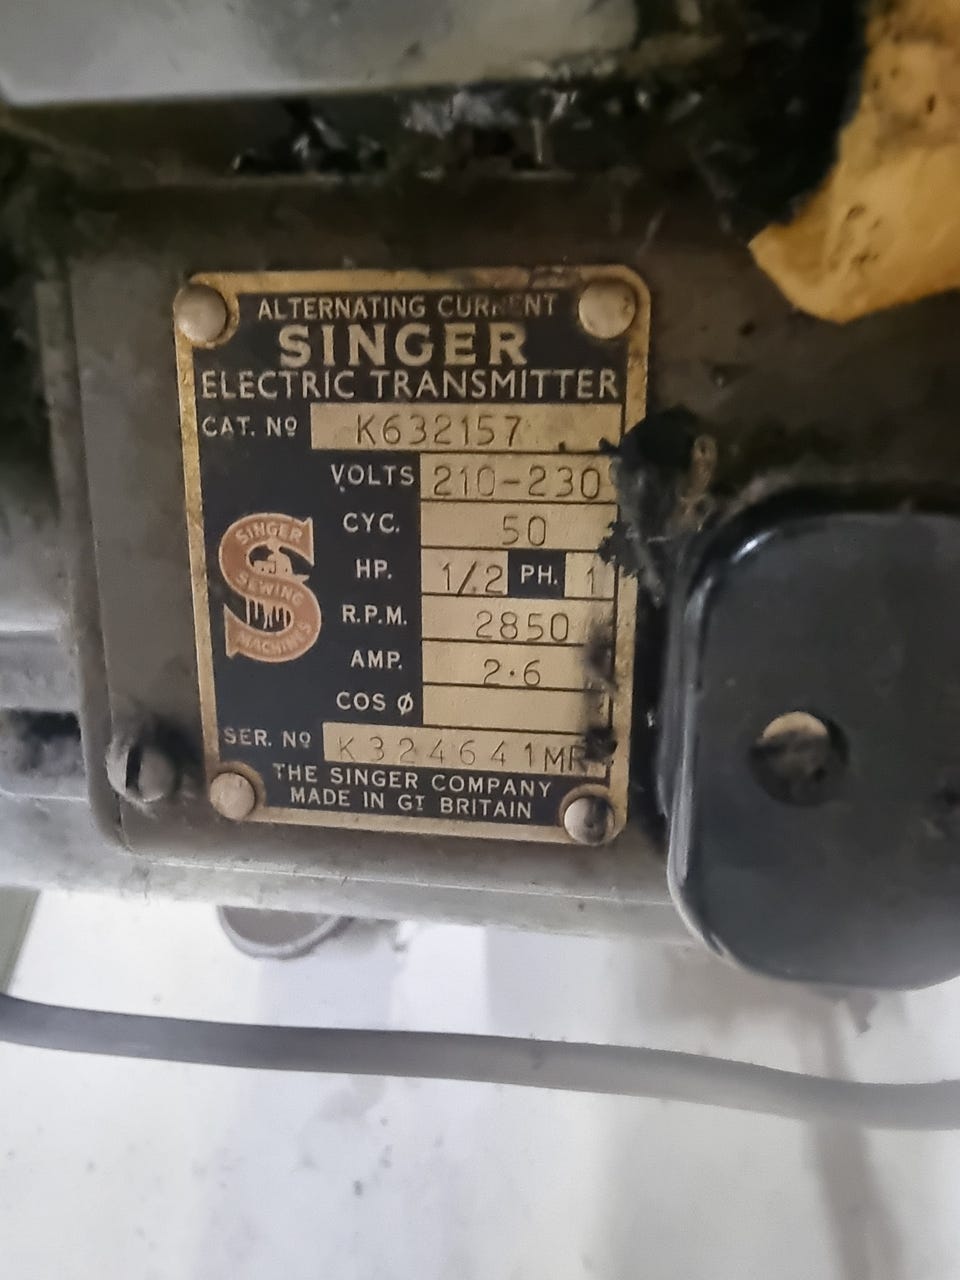 ALTERNATING CURRENT
SINGER
ELECTRIC TRANSMITTER
CAT. Nº K632157
VOLTS 210-230
CYC. 50
HP. 1/2 PH. 1
R.P.M. 2850
AMP. 2·6
COS ϕ
SINGER
SEWING
MACHINES
SER. Nº K324641MR
THE SINGER COMPANY
MADE IN GT BRITAIN